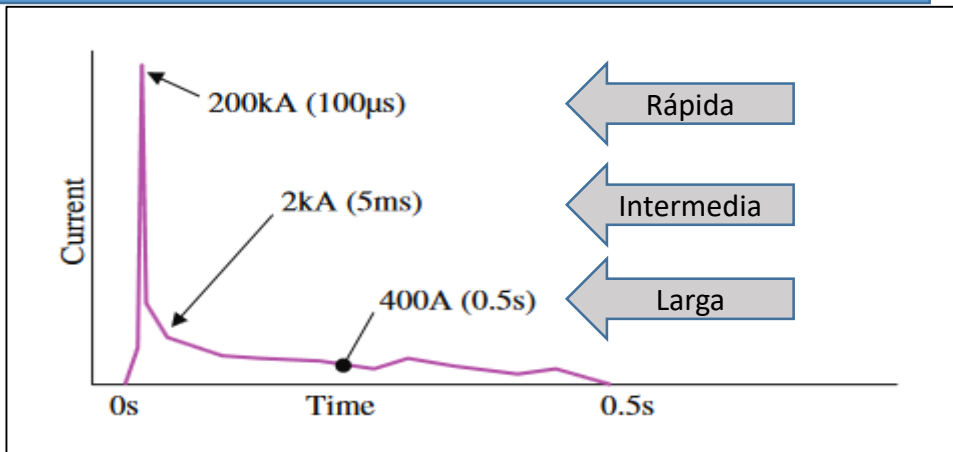 200kA (100µs)
Rápida
2kA (5ms)
Intermedia
Current
400A (0.5s)
Larga
0s
Time
0.5s